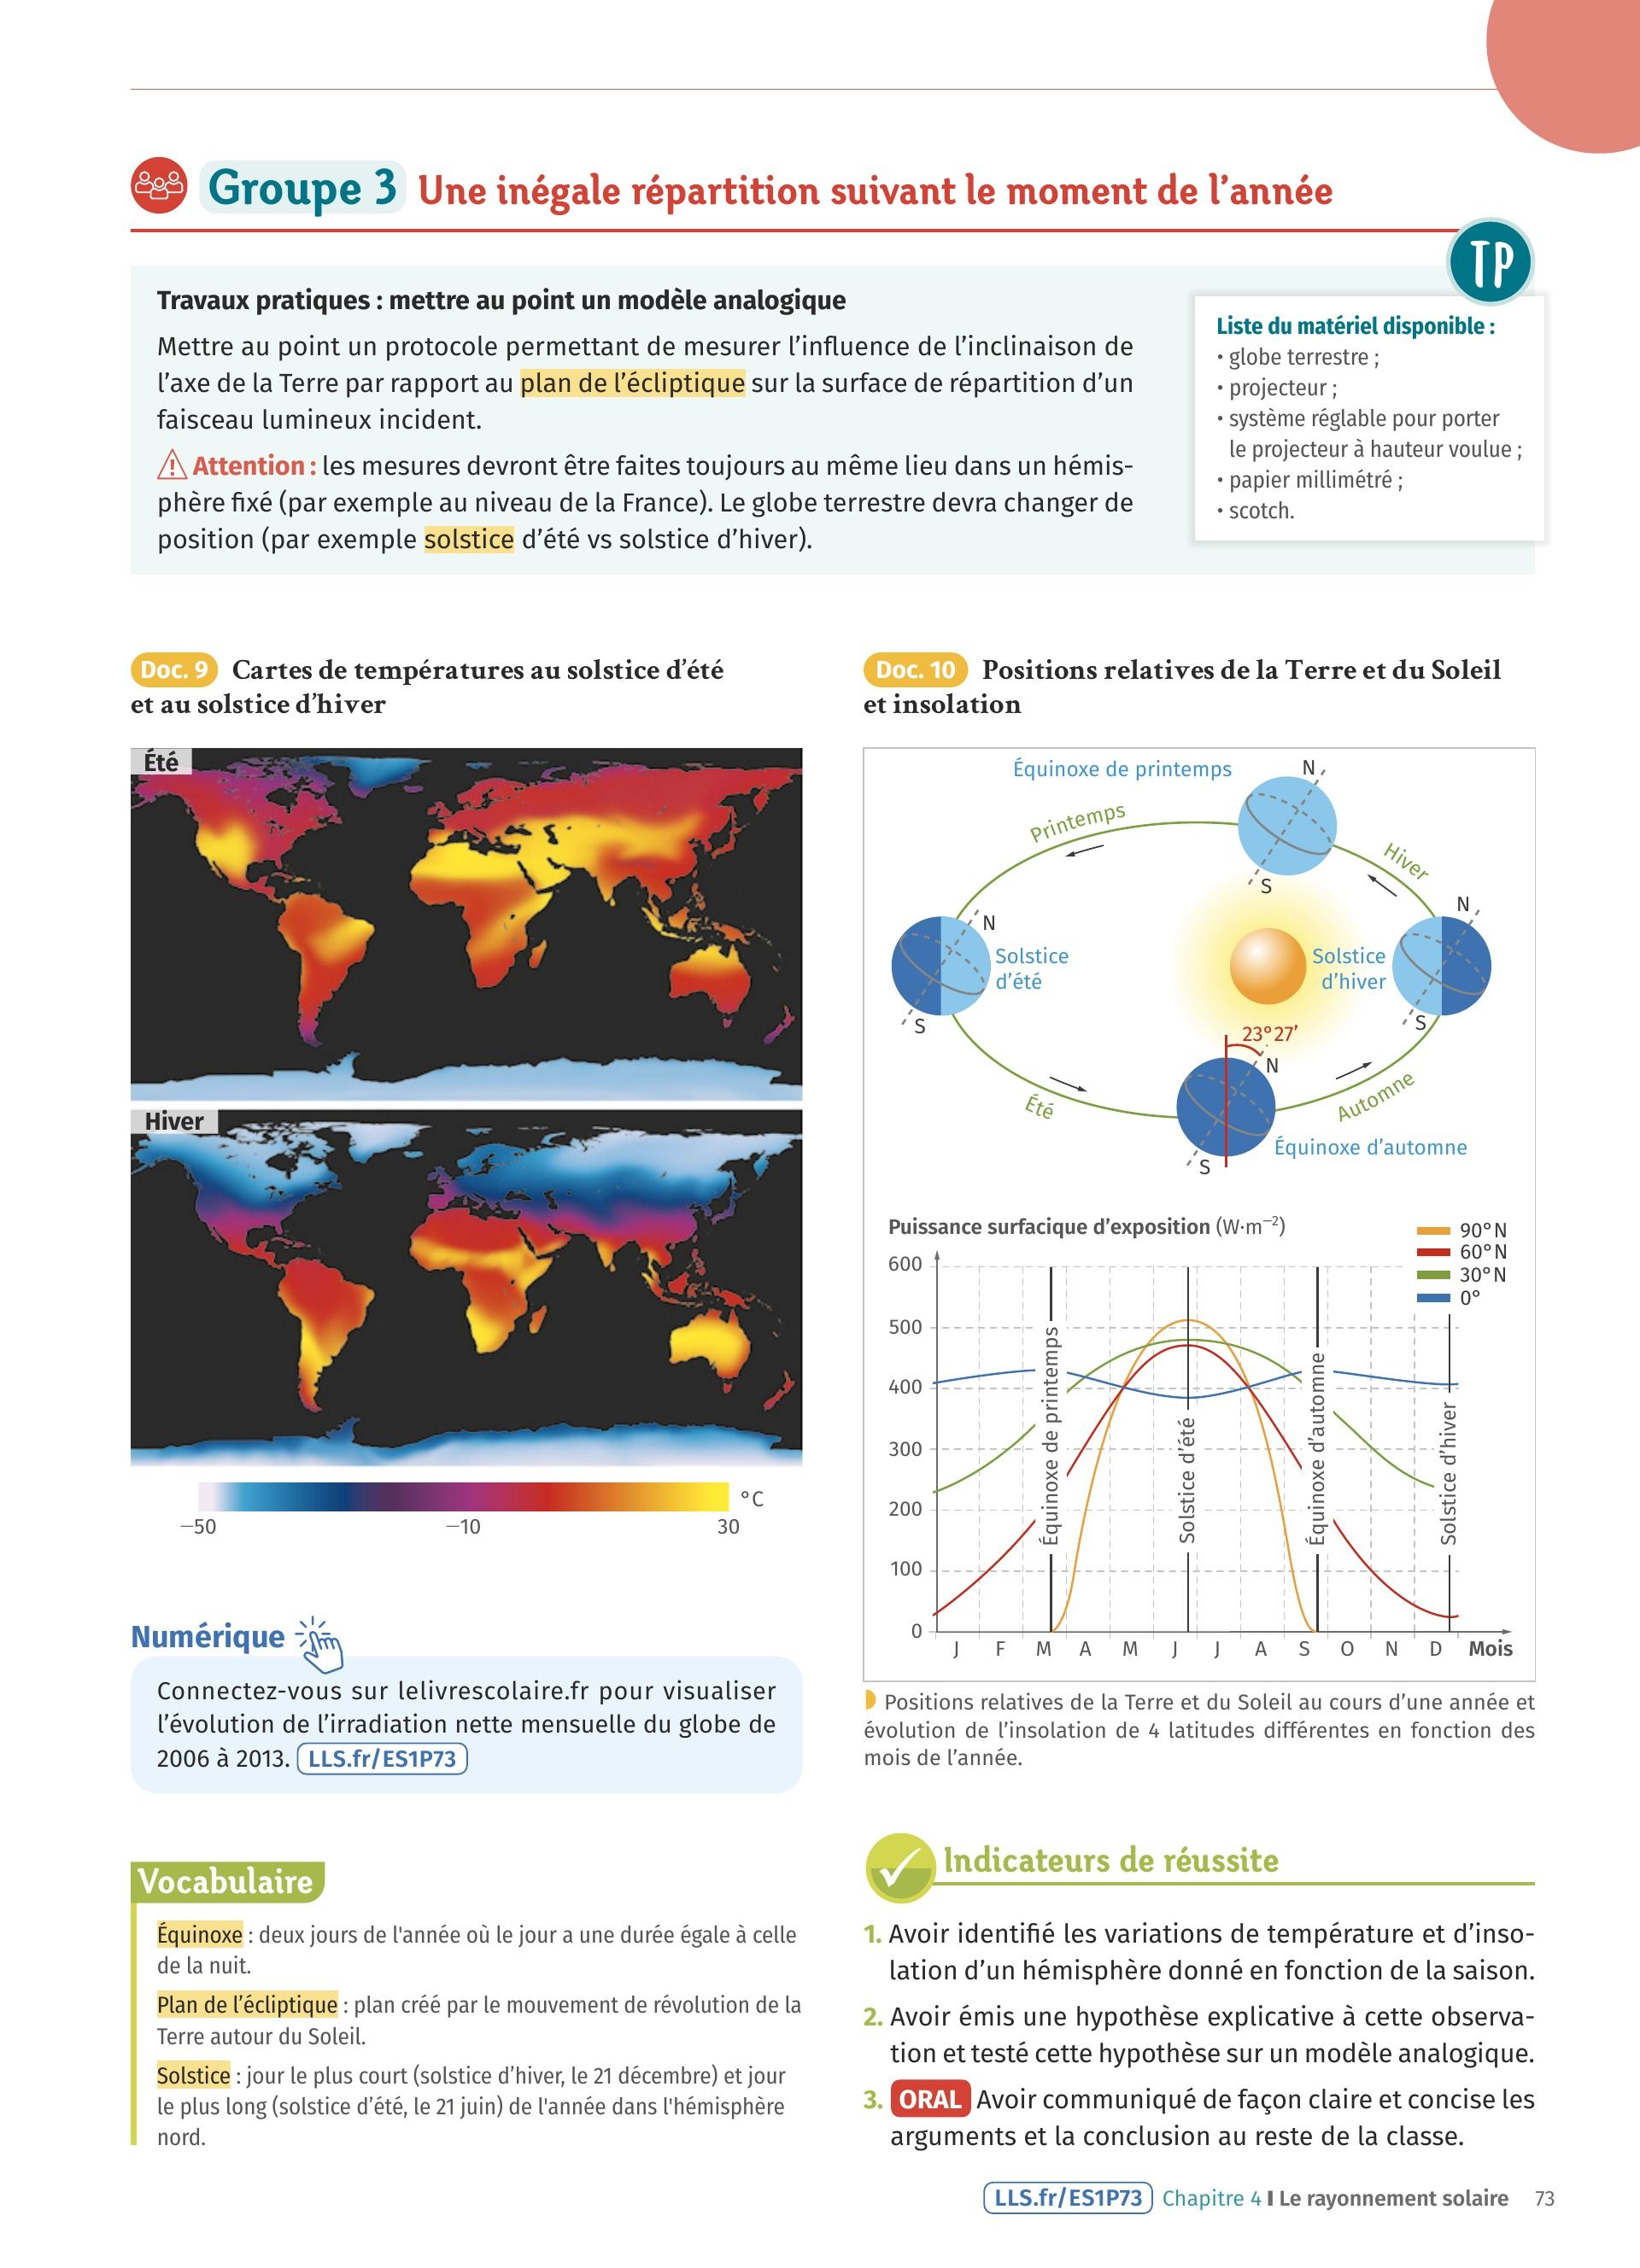 Groupe 3 Une inégale répartition suivant le moment de l'année
TP
Travaux pratiques : mettre au point un modèle analogique
Mettre au point un protocole permettant de mesurer l'influence de l'inclinaison de
l'axe de la Terre par rapport au plan de l'écliptique sur la surface de répartition d'un
faisceau lumineux incident.
Attention : les mesures devront être faites toujours au même lieu dans un hémis-
phère fixé (par exemple au niveau de la France). Le globe terrestre devra changer de
position (par exemple solstice d'été vs solstice d'hiver).
Liste du matériel disponible :
• globe terrestre ;
• projecteur ;
• système réglable pour porter
le projecteur à hauteur voulue ;
• papier millimétré ;
• scotch.
Doc. 9 Cartes de températures au solstice d'été
et au solstice d'hiver
Été
Hiver
°C
−50
−10
30
Numérique
Connectez-vous sur lelivrescolaire.fr pour visualiser
l'évolution de l'irradiation nette mensuelle du globe de
2006 à 2013. LLS.fr/ES1P73
Vocabulaire
Équinoxe : deux jours de l'année où le jour a une durée égale à celle
de la nuit.
Plan de l'écliptique : plan créé par le mouvement de révolution de la
Terre autour du Soleil.
Solstice : jour le plus court (solstice d'hiver, le 21 décembre) et jour
le plus long (solstice d'été, le 21 juin) de l'année dans l'hémisphère
nord.
Doc. 10 Positions relatives de la Terre et du Soleil
et insolation
Équinoxe de printemps
N
S
Printemps
Hiver
N
Solstice
d'été
S
N
Solstice
d'hiver
S
23°27'
N
S
Été
Automne
Équinoxe d'automne
Puissance surfacique d'exposition (W·m−2)
90°N
60°N
30°N
0°
600
500
400
300
200
100
0
Équinoxe de printemps
Solstice d'été
Équinoxe d'automne
Solstice d'hiver
J F M A M J J A S O N D Mois
Positions relatives de la Terre et du Soleil au cours d'une année et
évolution de l'insolation de 4 latitudes différentes en fonction des
mois de l'année.
Indicateurs de réussite
1. Avoir identifié les variations de température et d'inso-
lation d'un hémisphère donné en fonction de la saison.
2. Avoir émis une hypothèse explicative à cette observa-
tion et testé cette hypothèse sur un modèle analogique.
3. ORAL Avoir communiqué de façon claire et concise les
arguments et la conclusion au reste de la classe.
LLS.fr/ES1P73 Chapitre 4 I Le rayonnement solaire 73